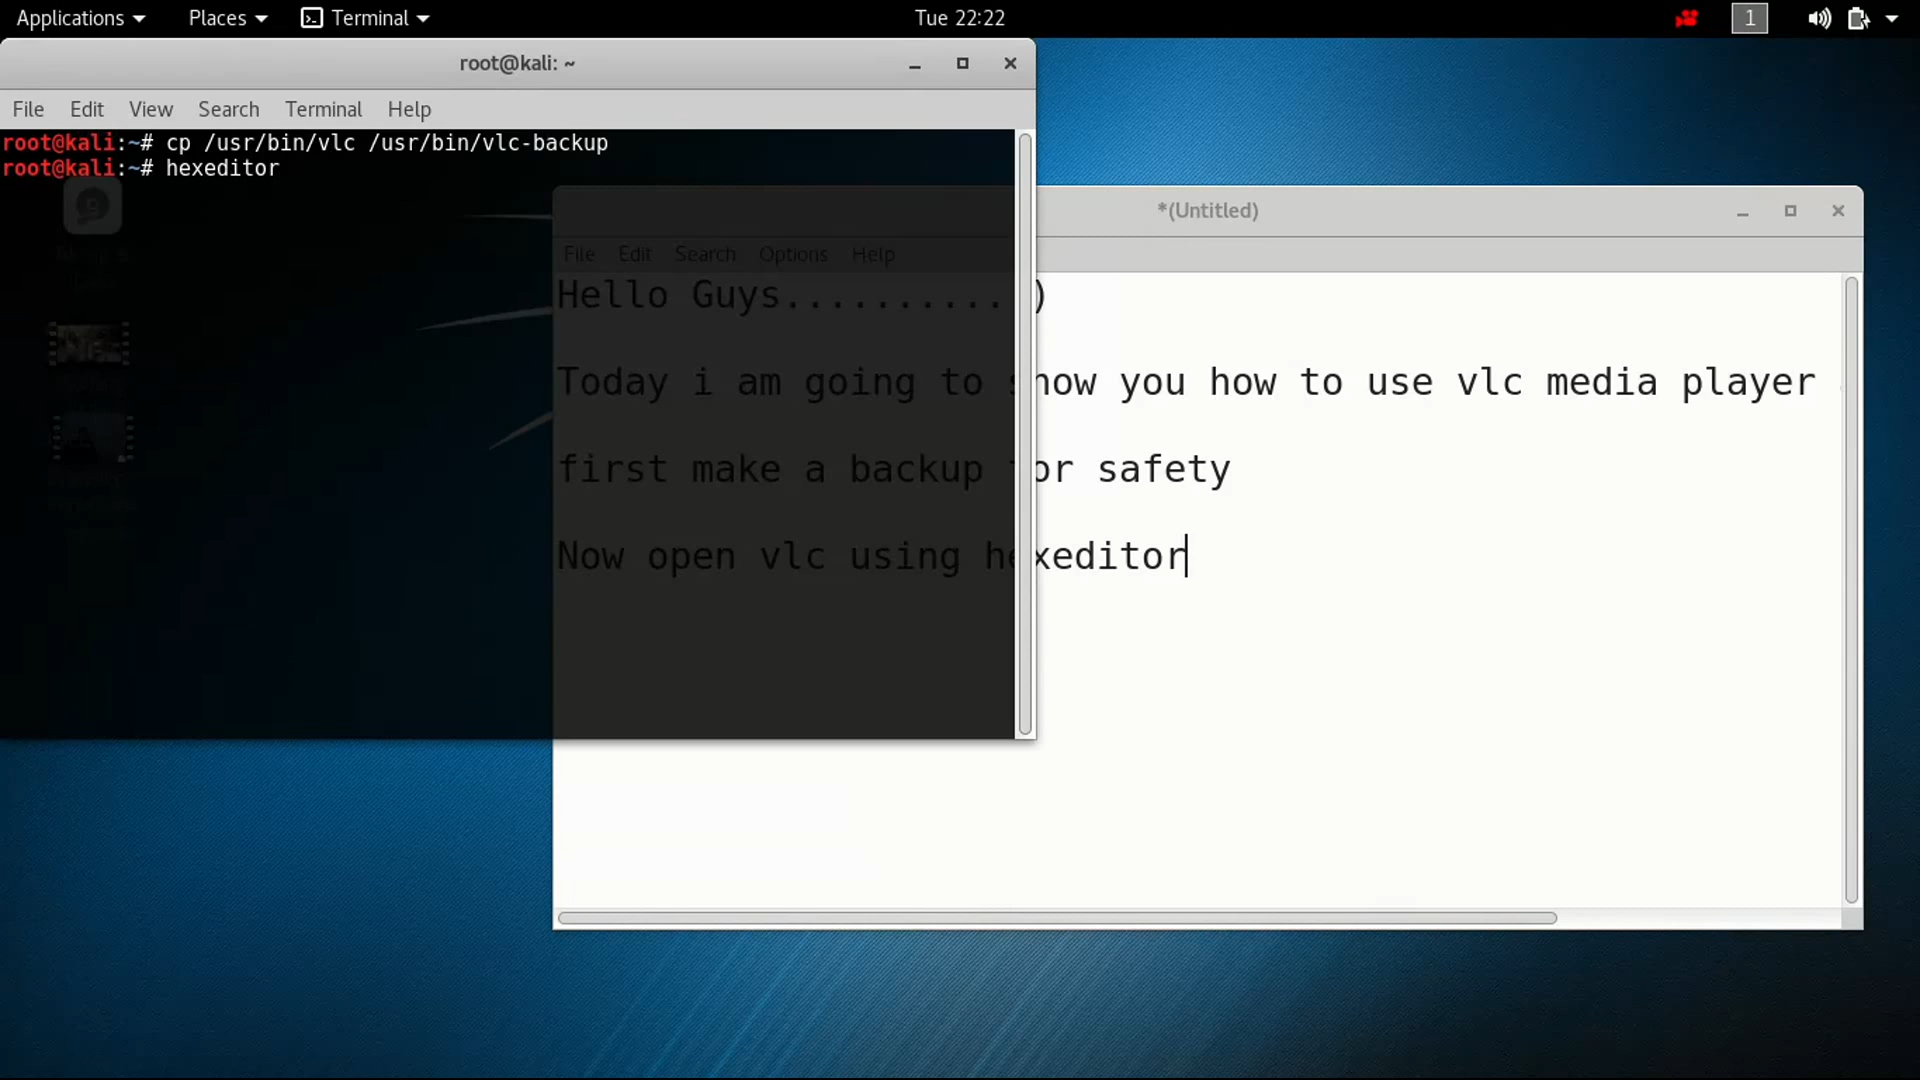 Applications Places Terminal Tue 22:22 1
root@kali: ~
File Edit View Search Terminal Help
root@kali:~# cp /usr/bin/vlc /usr/bin/vlc-backup
root@kali:~# hexeditor
*(Untitled)
File Edit Search Options Help
Hello Guys.......... )
Today i am going to show you how to use vlc media player
first make a backup for safety
Now open vlc using hexeditor